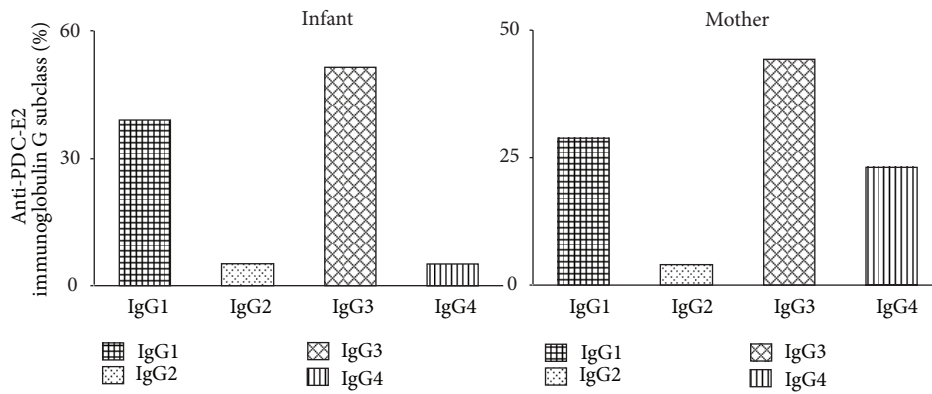 Infant
Mother
Anti-PDC-E2
immunoglobulin G subclass (%)
60
30
0
IgG1 IgG2 IgG3 IgG4
50
25
0
IgG1 IgG2 IgG3 IgG4
IgG1 IgG3
IgG2 IgG4
IgG1 IgG3
IgG2 IgG4